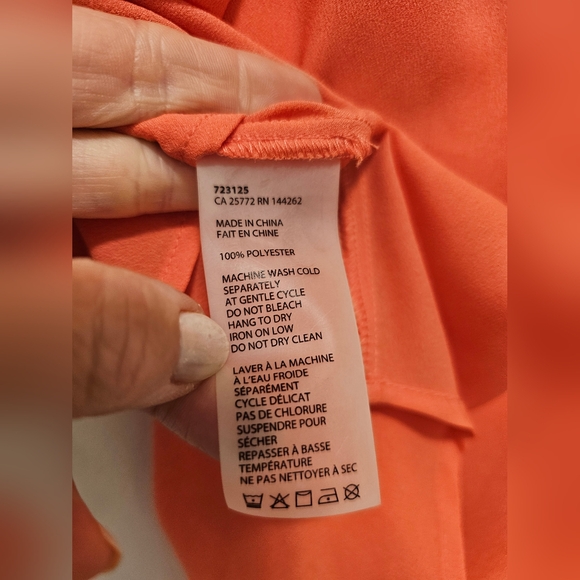 723125
CA 25772 RN 144262
MADE IN CHINA
FAIT EN CHINE
100% POLYESTER
MACHINE WASH COLD
SEPARATELY
AT GENTLE CYCLE
DO NOT BLEACH
HANG TO DRY
IRON ON LOW
DO NOT DRY CLEAN
LAVER À LA MACHINE
À L'EAU FROIDE
SÉPARÉMENT
CYCLE DÉLICAT
PAS DE CHLORURE
SUSPENDRE POUR
SÉCHER
REPASSER À BASSE
TEMPÉRATURE
NE PAS NETTOYER À SEC